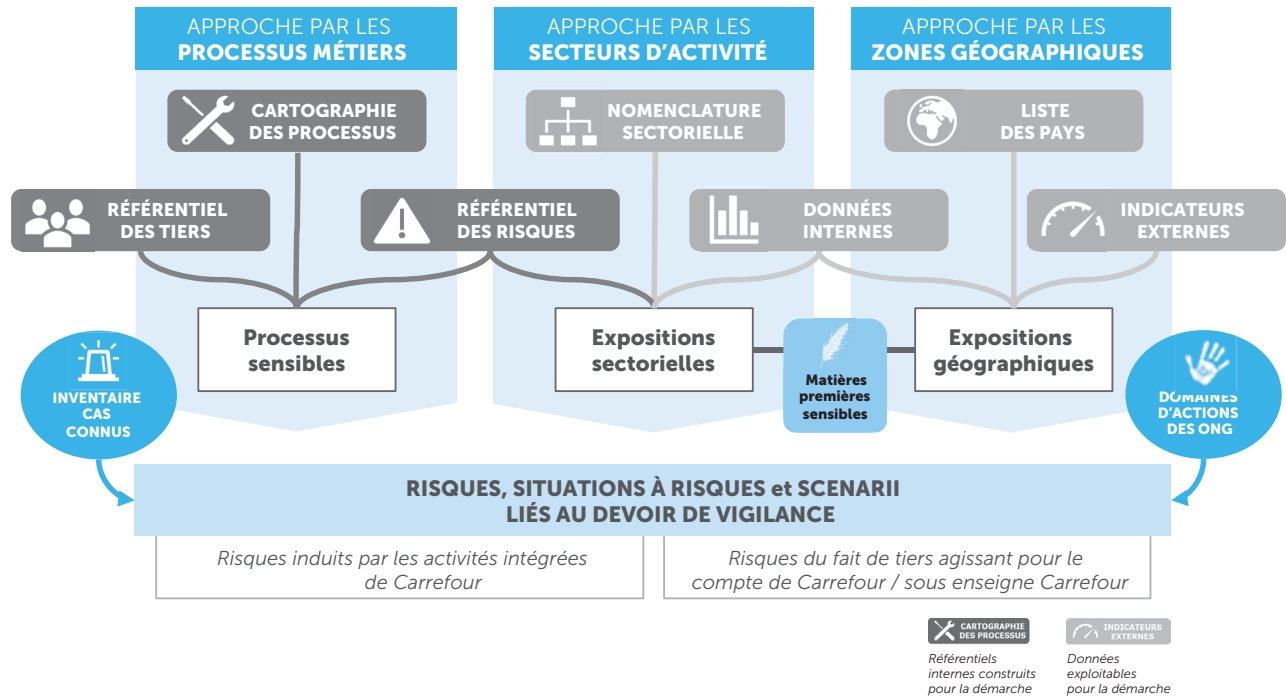 APPROCHE PAR LES
PROCESSUS MÉTIERS
APPROCHE PAR LES
SECTEURS D'ACTIVITÉ
APPROCHE PAR LES
ZONES GÉOGRAPHIQUES
CARTOGRAPHIE
DES PROCESSUS
NOMENCLATURE
SECTORIELLE
LISTE
DES PAYS
RÉFÉRENTIEL
DES TIERS
RÉFÉRENTIEL
DES RISQUES
DONNÉES
INTERNES
INDICATEURS
EXTERNES
Processus
sensibles
Expositions
sectorielles
Matières
premières
sensibles
Expositions
géographiques
INVENTAIRE
CAS
CONNUS
DOMAINES
D'ACTIONS
DES ONG
RISQUES, SITUATIONS À RISQUES et SCENARII
LIÉS AU DEVOIR DE VIGILANCE
Risques induits par les activités intégrées
de Carrefour
Risques du fait de tiers agissant pour le
compte de Carrefour / sous enseigne Carrefour
CARTOGRAPHIE
DES PROCESSUS
Référentiels
internes construits
pour la démarche
INDICATEURS
EXTERNES
Données
exploitables
pour la démarche